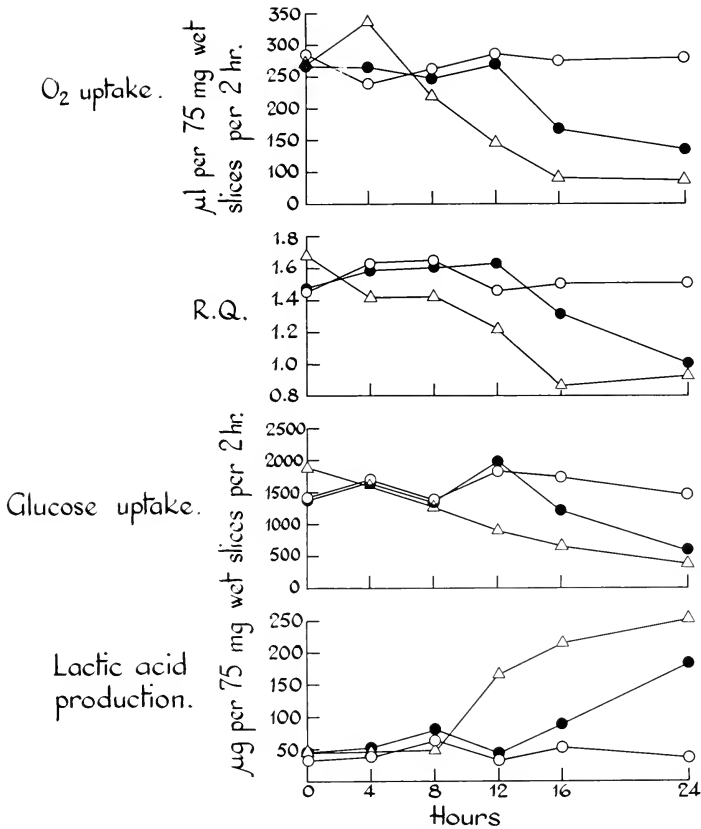 O2 uptake.
µl per 75 mg wet
slices per 2 hr.
350
300
250
200
150
100
50
0
R.Q.
1.8
1.6
1.4
1.2
1.0
0.8
Glucose uptake.
µg per 75 mg wet slices per 2 hr.
2500
2000
1500
1000
500
0
Lactic acid
production.
250
200
150
100
50
0 4 8 12 16 24
Hours